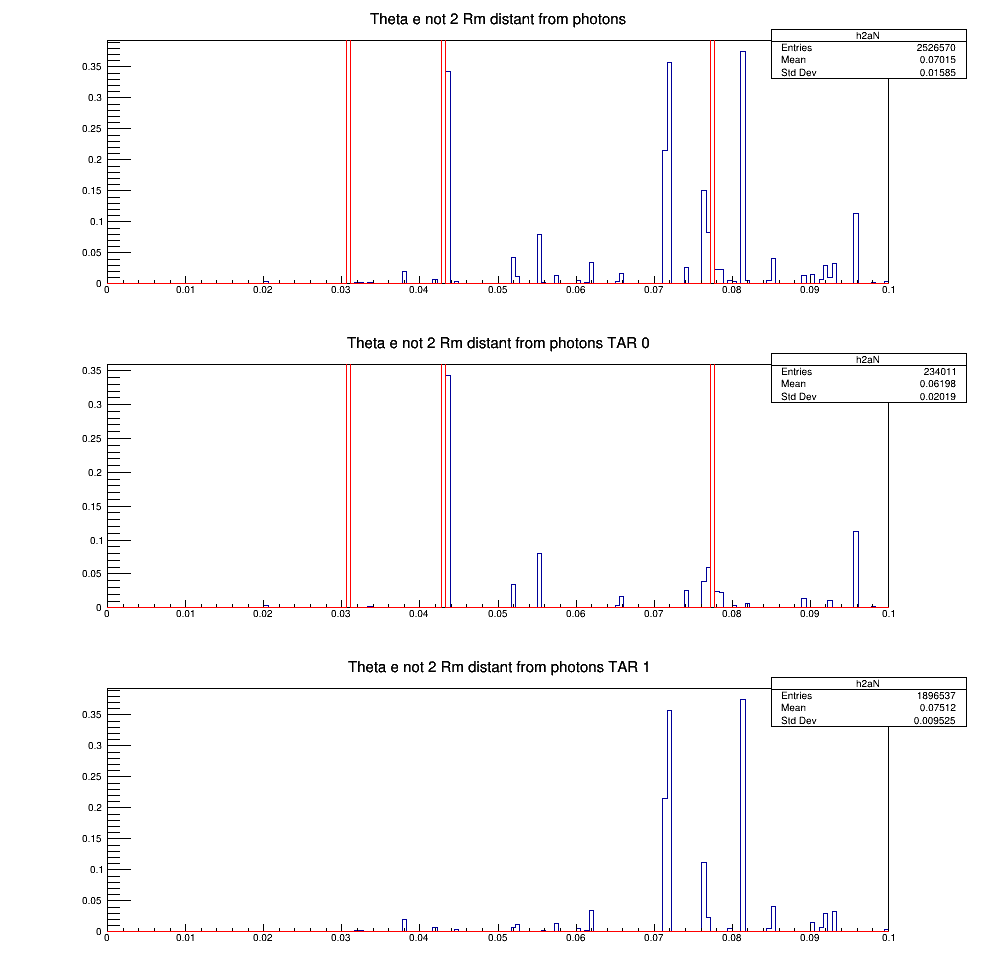 Theta e not 2 Rm distant from photons
h2aN
Entries 2526570
Mean 0.07015
Std Dev 0.01585
0.35
0.3
0.25
0.2
0.15
0.1
0.05
0
0 0.01 0.02 0.03 0.04 0.05 0.06 0.07 0.08 0.09 0.1
Theta e not 2 Rm distant from photons TAR 0
h2aN
Entries 234011
Mean 0.06198
Std Dev 0.02019
0.35
0.3
0.25
0.2
0.15
0.1
0.05
0
0 0.01 0.02 0.03 0.04 0.05 0.06 0.07 0.08 0.09 0.1
Theta e not 2 Rm distant from photons TAR 1
h2aN
Entries 1896537
Mean 0.07512
Std Dev 0.009525
0.35
0.3
0.25
0.2
0.15
0.1
0.05
0
0 0.01 0.02 0.03 0.04 0.05 0.06 0.07 0.08 0.09 0.1